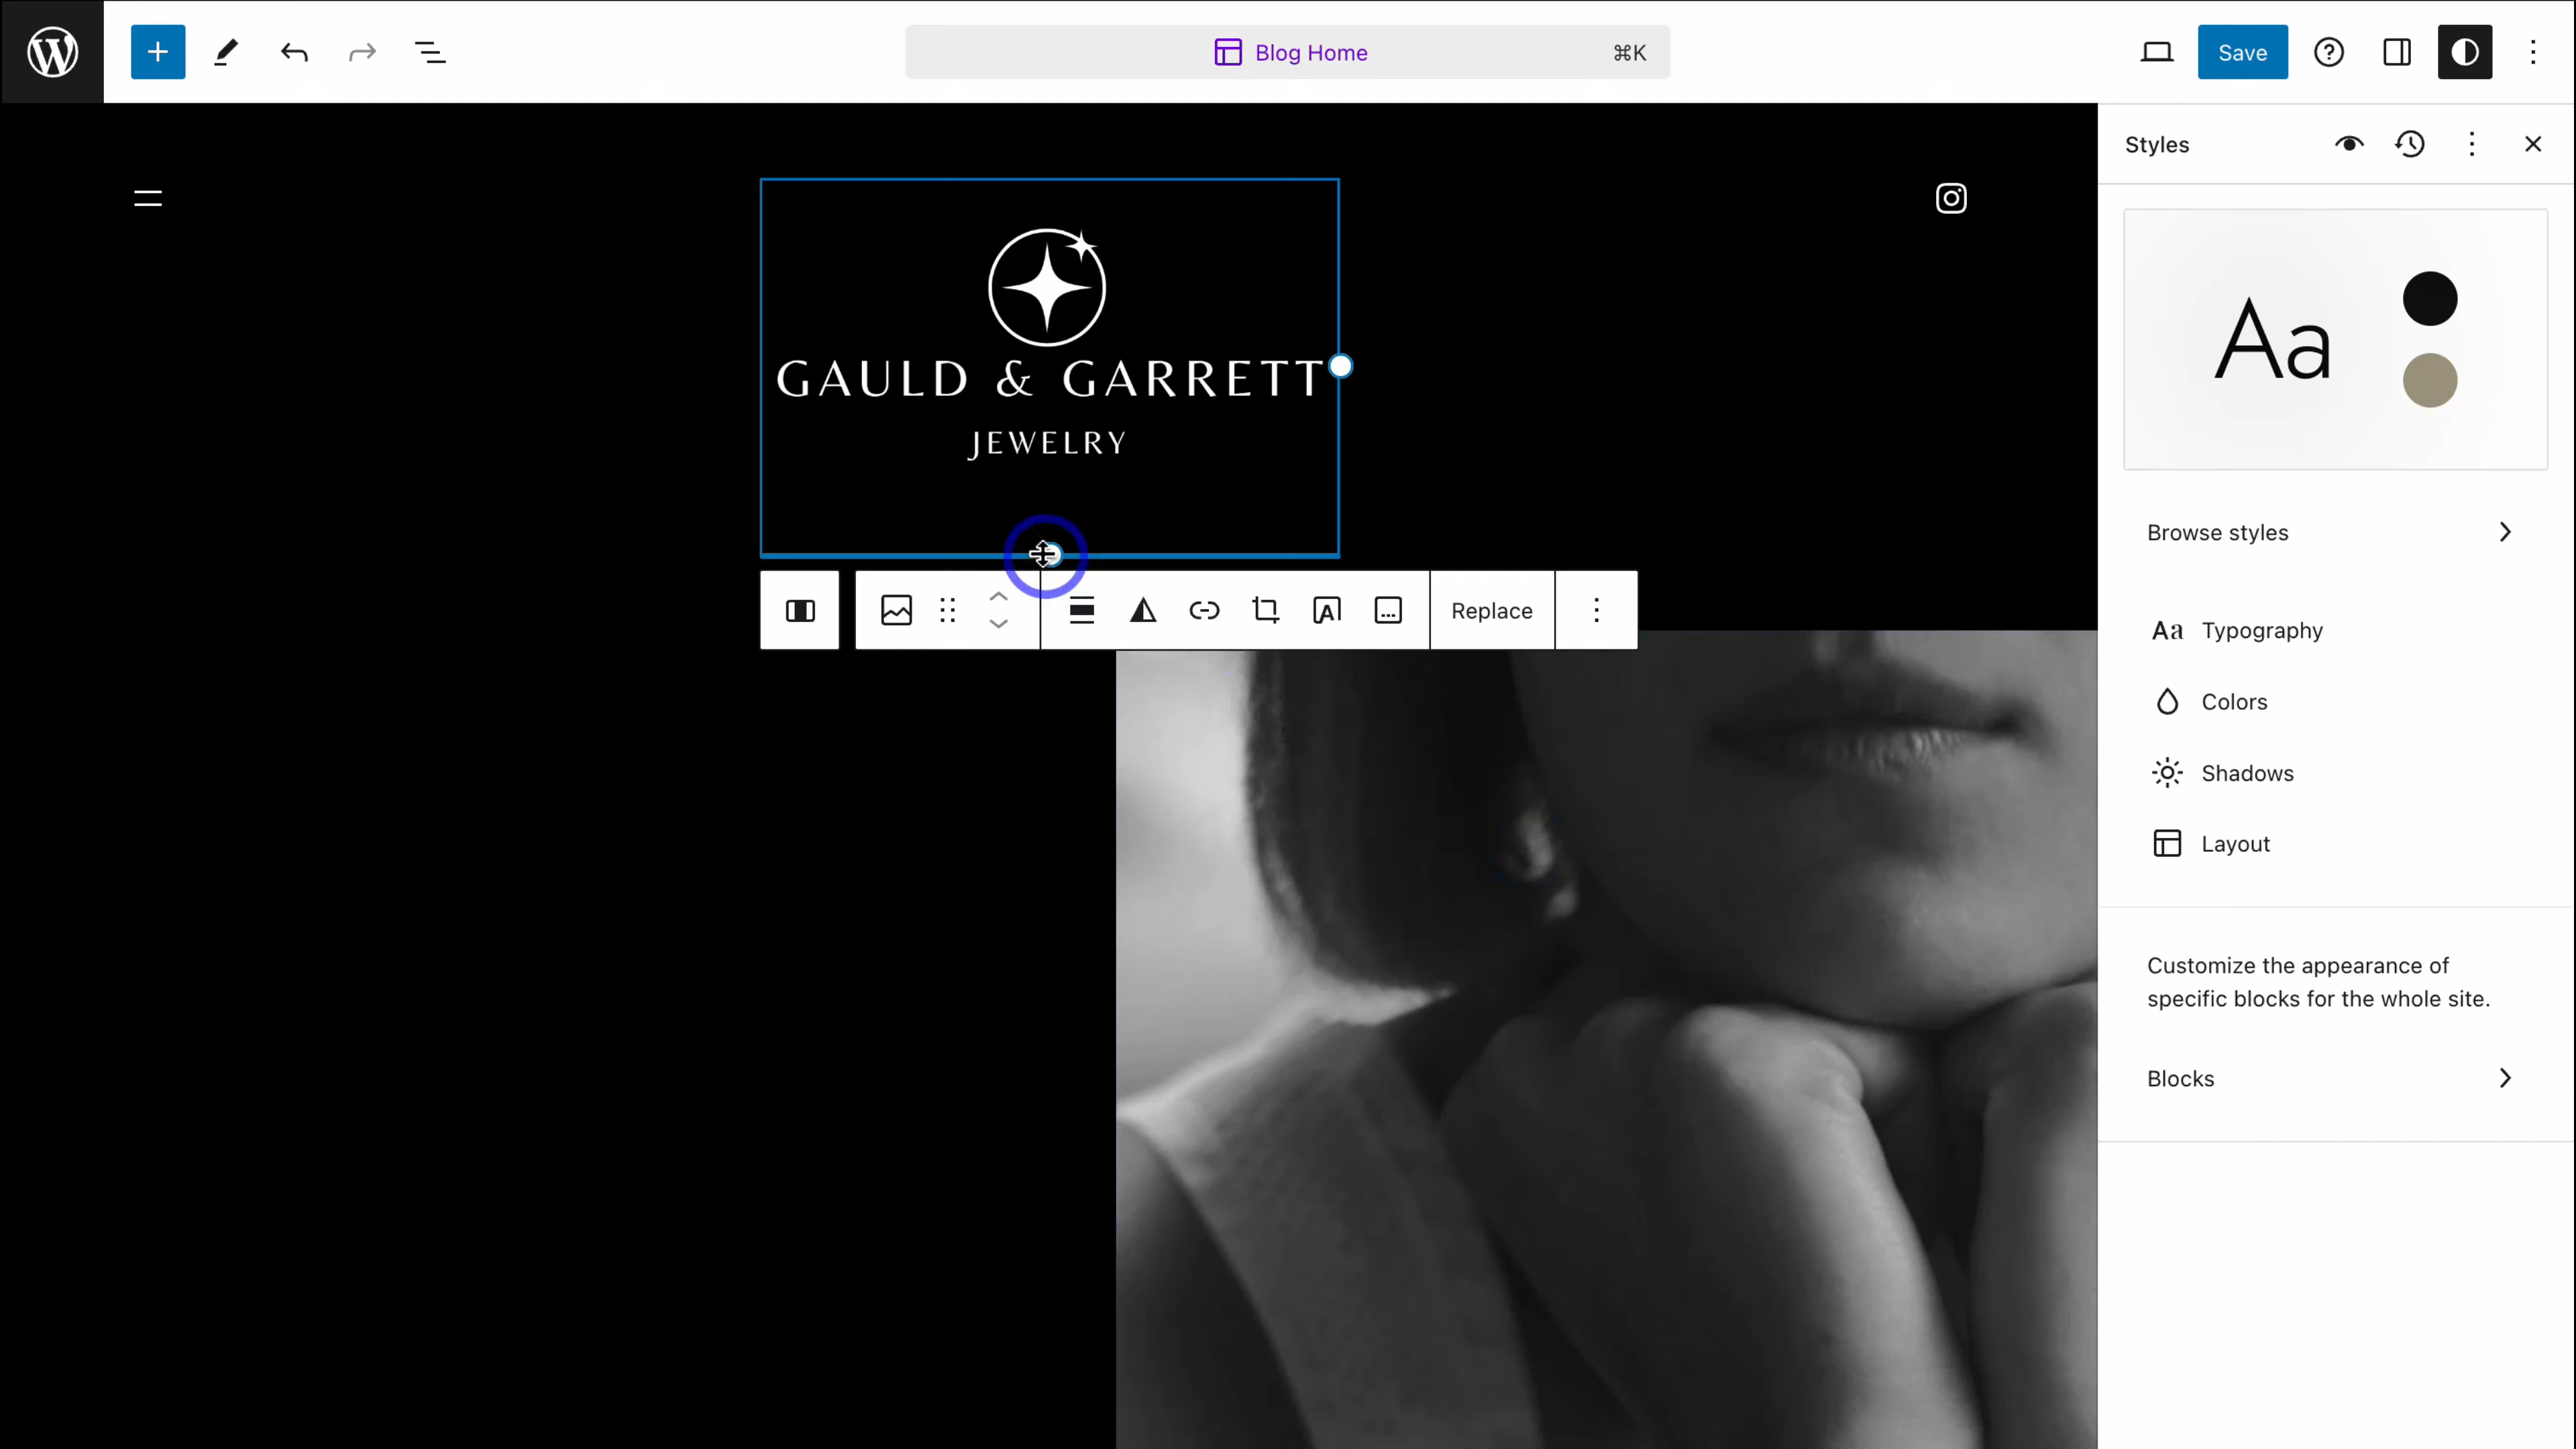 Blog Home
⌘K
Save
Styles
GAULD & GARRETT
JEWELRY
Aa
Browse styles
Replace
Aa Typography
Colors
Shadows
Layout
Customize the appearance of
specific blocks for the whole site.
Blocks